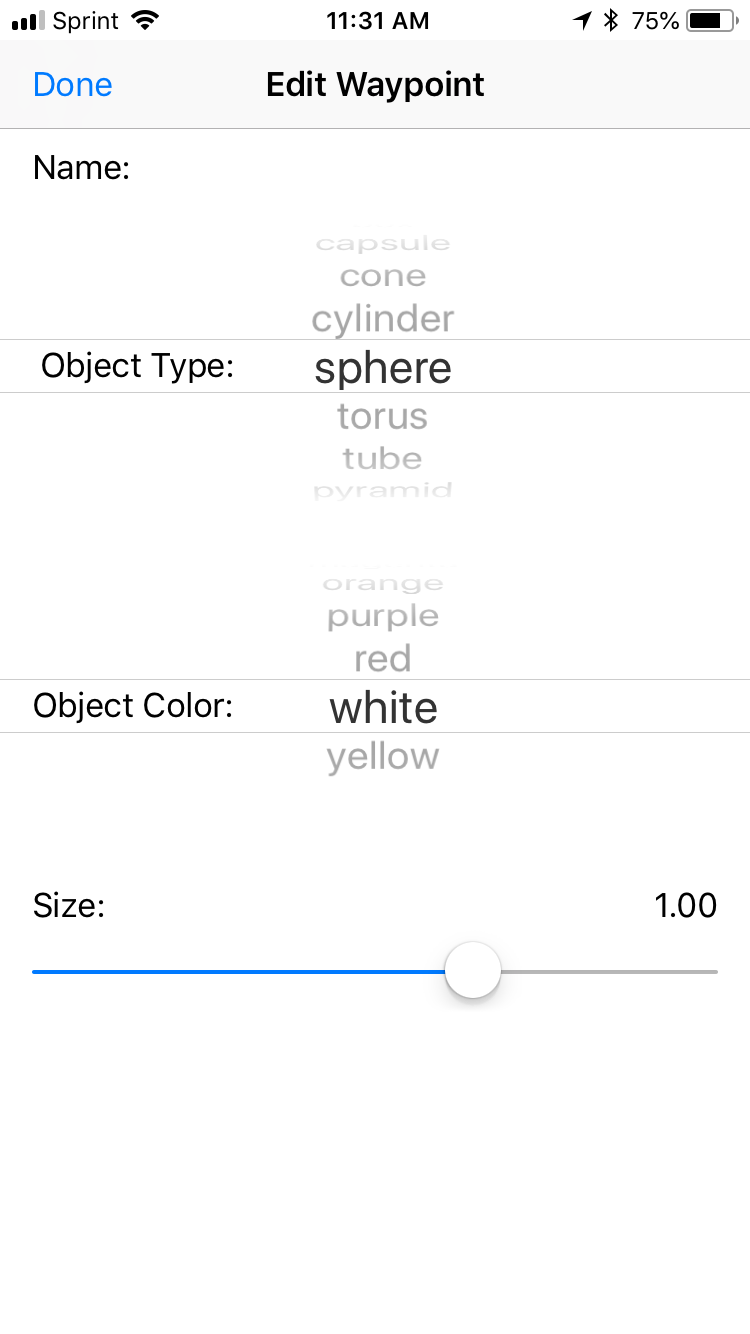 Sprint 11:31 AM 75%
Done Edit Waypoint
Name:
capsule
cone
cylinder
Object Type: sphere
torus
tube
pyramid
orange
purple
red
Object Color: white
yellow
Size: 1.00